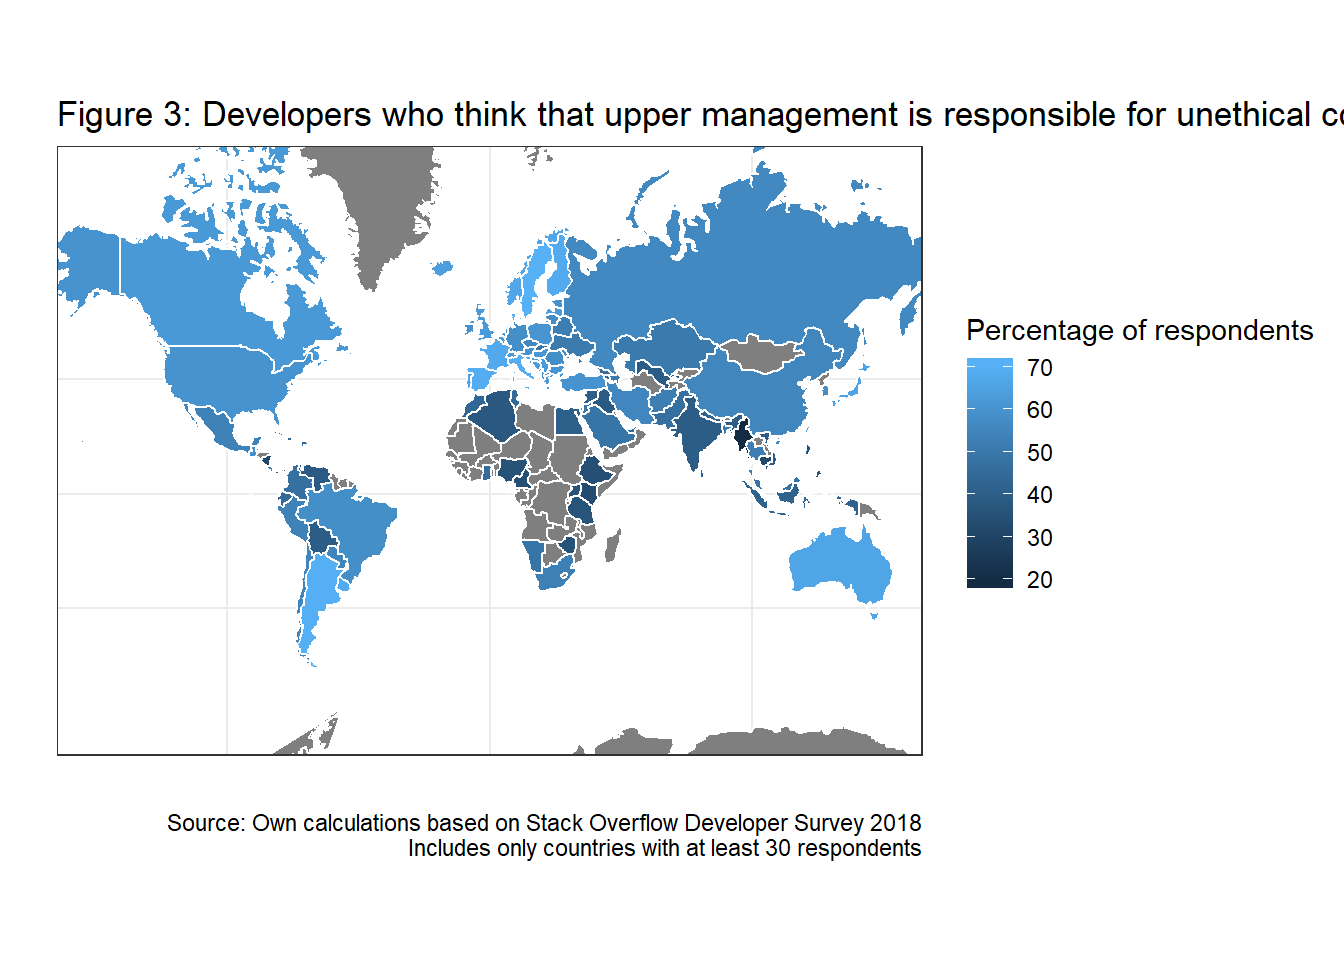 Figure 3: Developers who think that upper management is responsible for unethical
Percentage of respondents
70
60
50
40
30
20
Source: Own calculations based on Stack Overflow Developer Survey 2018
Includes only countries with at least 30 respondents